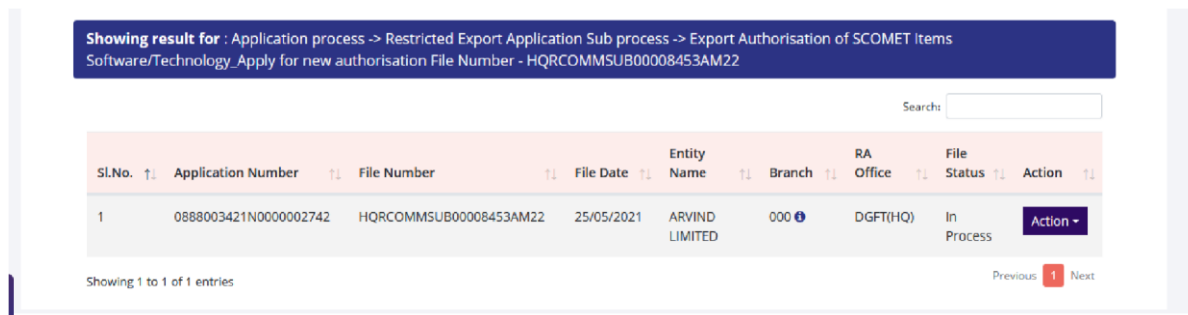 Showing result for : Application process -> Restricted Export Application Sub process -> Export Authorisation of SCOMET Items
Software/Technology_Apply for new authorisation File Number - HQRCOMMSUB00008453AM22
Search:
Sl.No. Application Number File Number File Date Entity Name Branch RA Office File Status Action
1 0888003421N0000002742 HQRCOMMSUB00008453AM22 25/05/2021 ARVIND LIMITED 000 DGFT(HQ) In Process Action
Showing 1 to 1 of 1 entries
Previous 1 Next